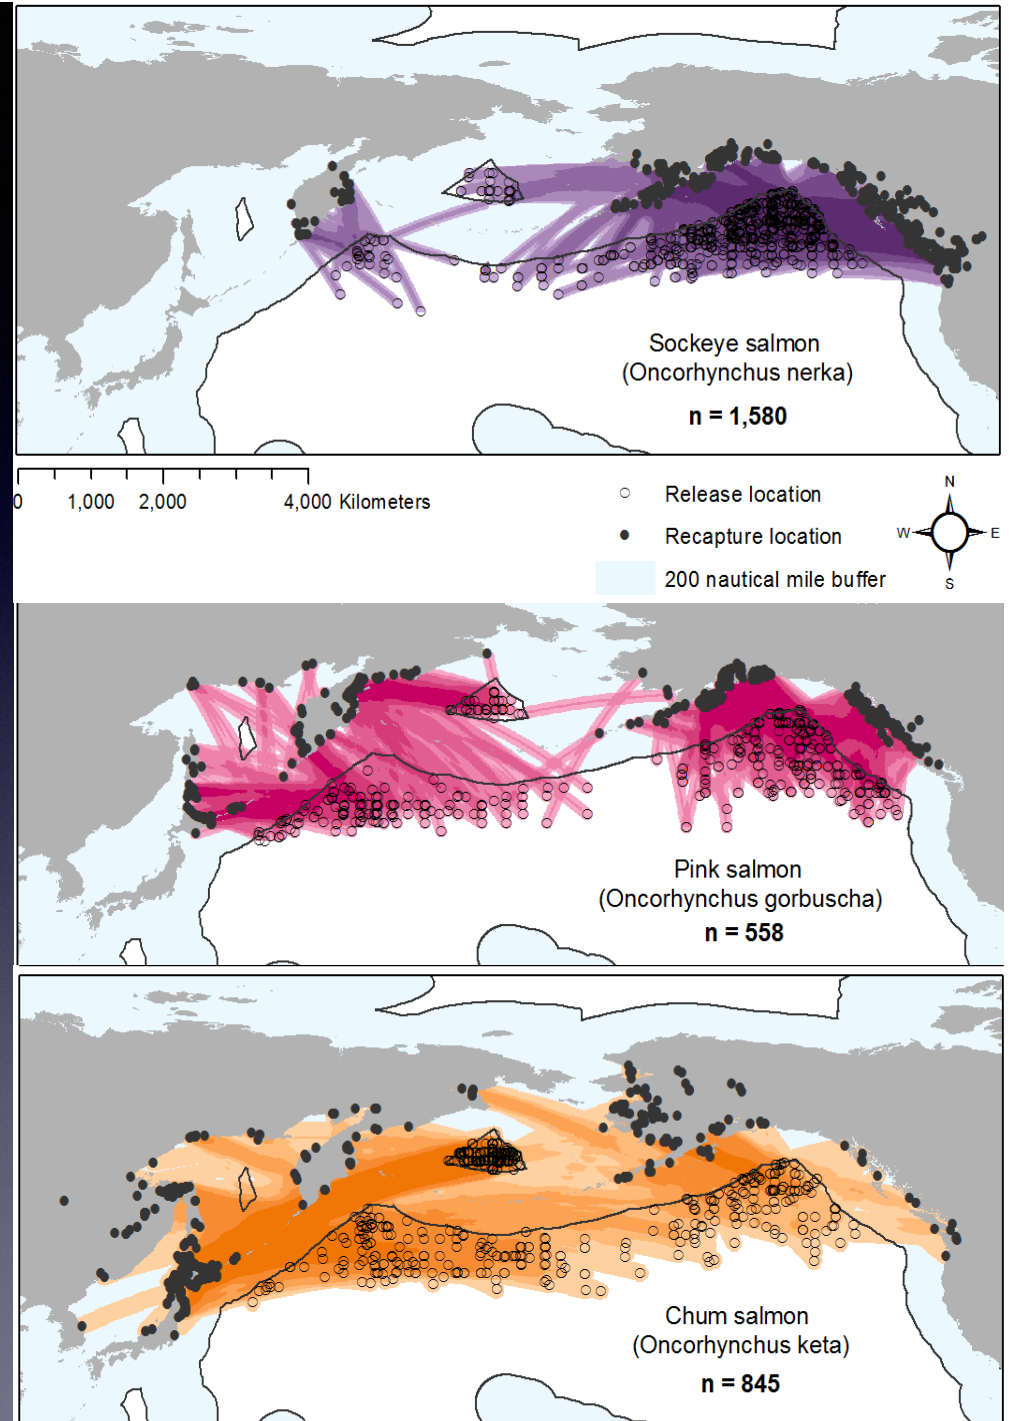 Sockeye salmon
(Oncorhynchus nerka)
n = 1,580
0 1,000 2,000 4,000 Kilometers
Release location
Recapture location
200 nautical mile buffer
N
W E
S
Pink salmon
(Oncorhynchus gorbuscha)
n = 558
Chum salmon
(Oncorhynchus keta)
n = 845